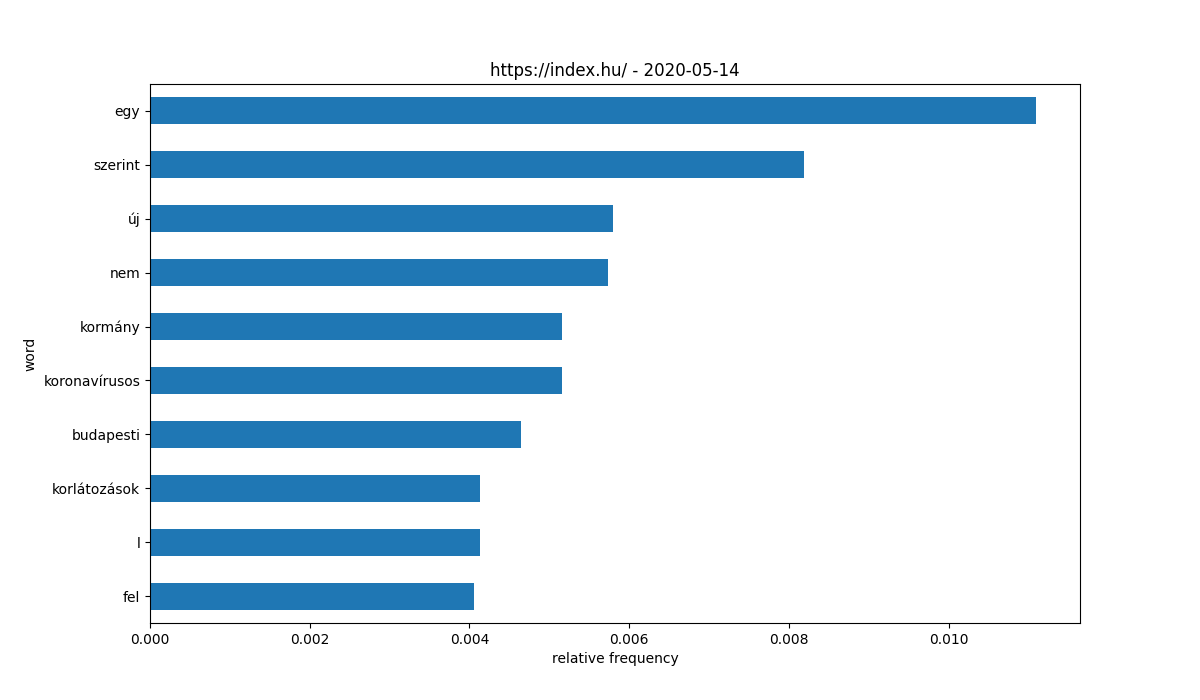 https://index.hu/ - 2020-05-14
egy
szerint
új
nem
kormány
koronavírusos
budapesti
korlátozások
l
fel
word
0.000 0.002 0.004 0.006 0.008 0.010
relative frequency